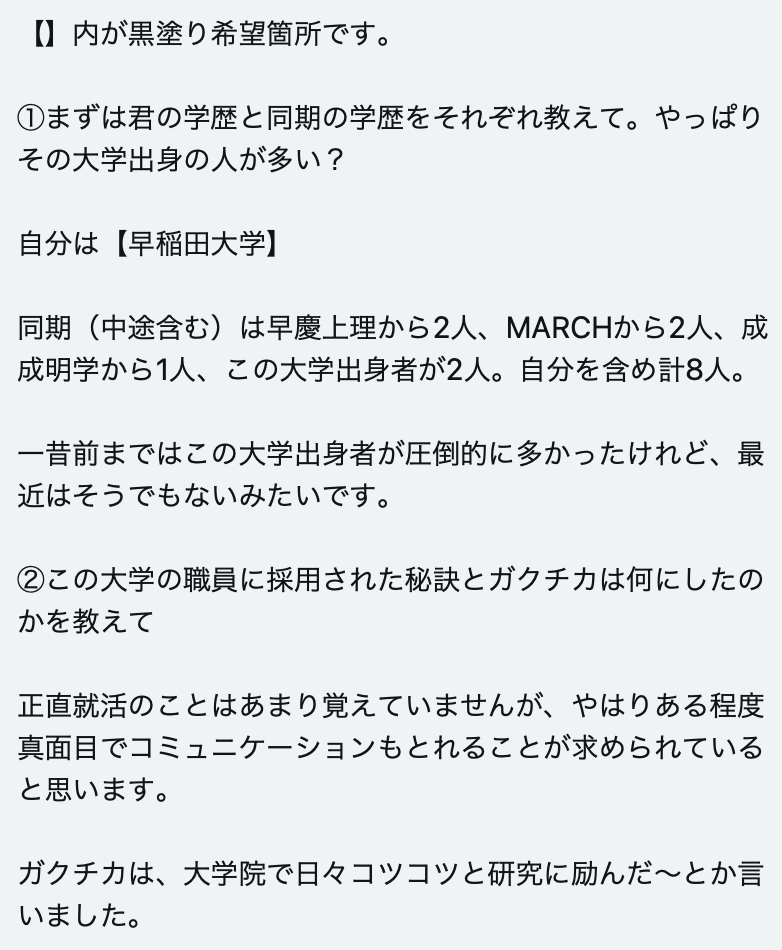 【】内が黒塗り希望箇所です。
①まずは君の学歴と同期の学歴をそれぞれ教えて。やっぱり
その大学出身の人が多い？
自分は【早稲田大学】
同期（中途含む）は早慶上理から2人、MARCHから2人、成
成明学から1人、この大学出身者が2人。自分を含め計8人。
一昔前まではこの大学出身者が圧倒的に多かったけれど、最
近はそうでもないみたいです。
②この大学の職員に採用された秘訣とガクチカは何にしたの
かを教えて
正直就活のことはあまり覚えていませんが、やはりある程度
真面目でコミュニケーションもとれることが求められている
と思います。
ガクチカは、大学院で日々コツコツと研究に励んだ〜とか言
いました。